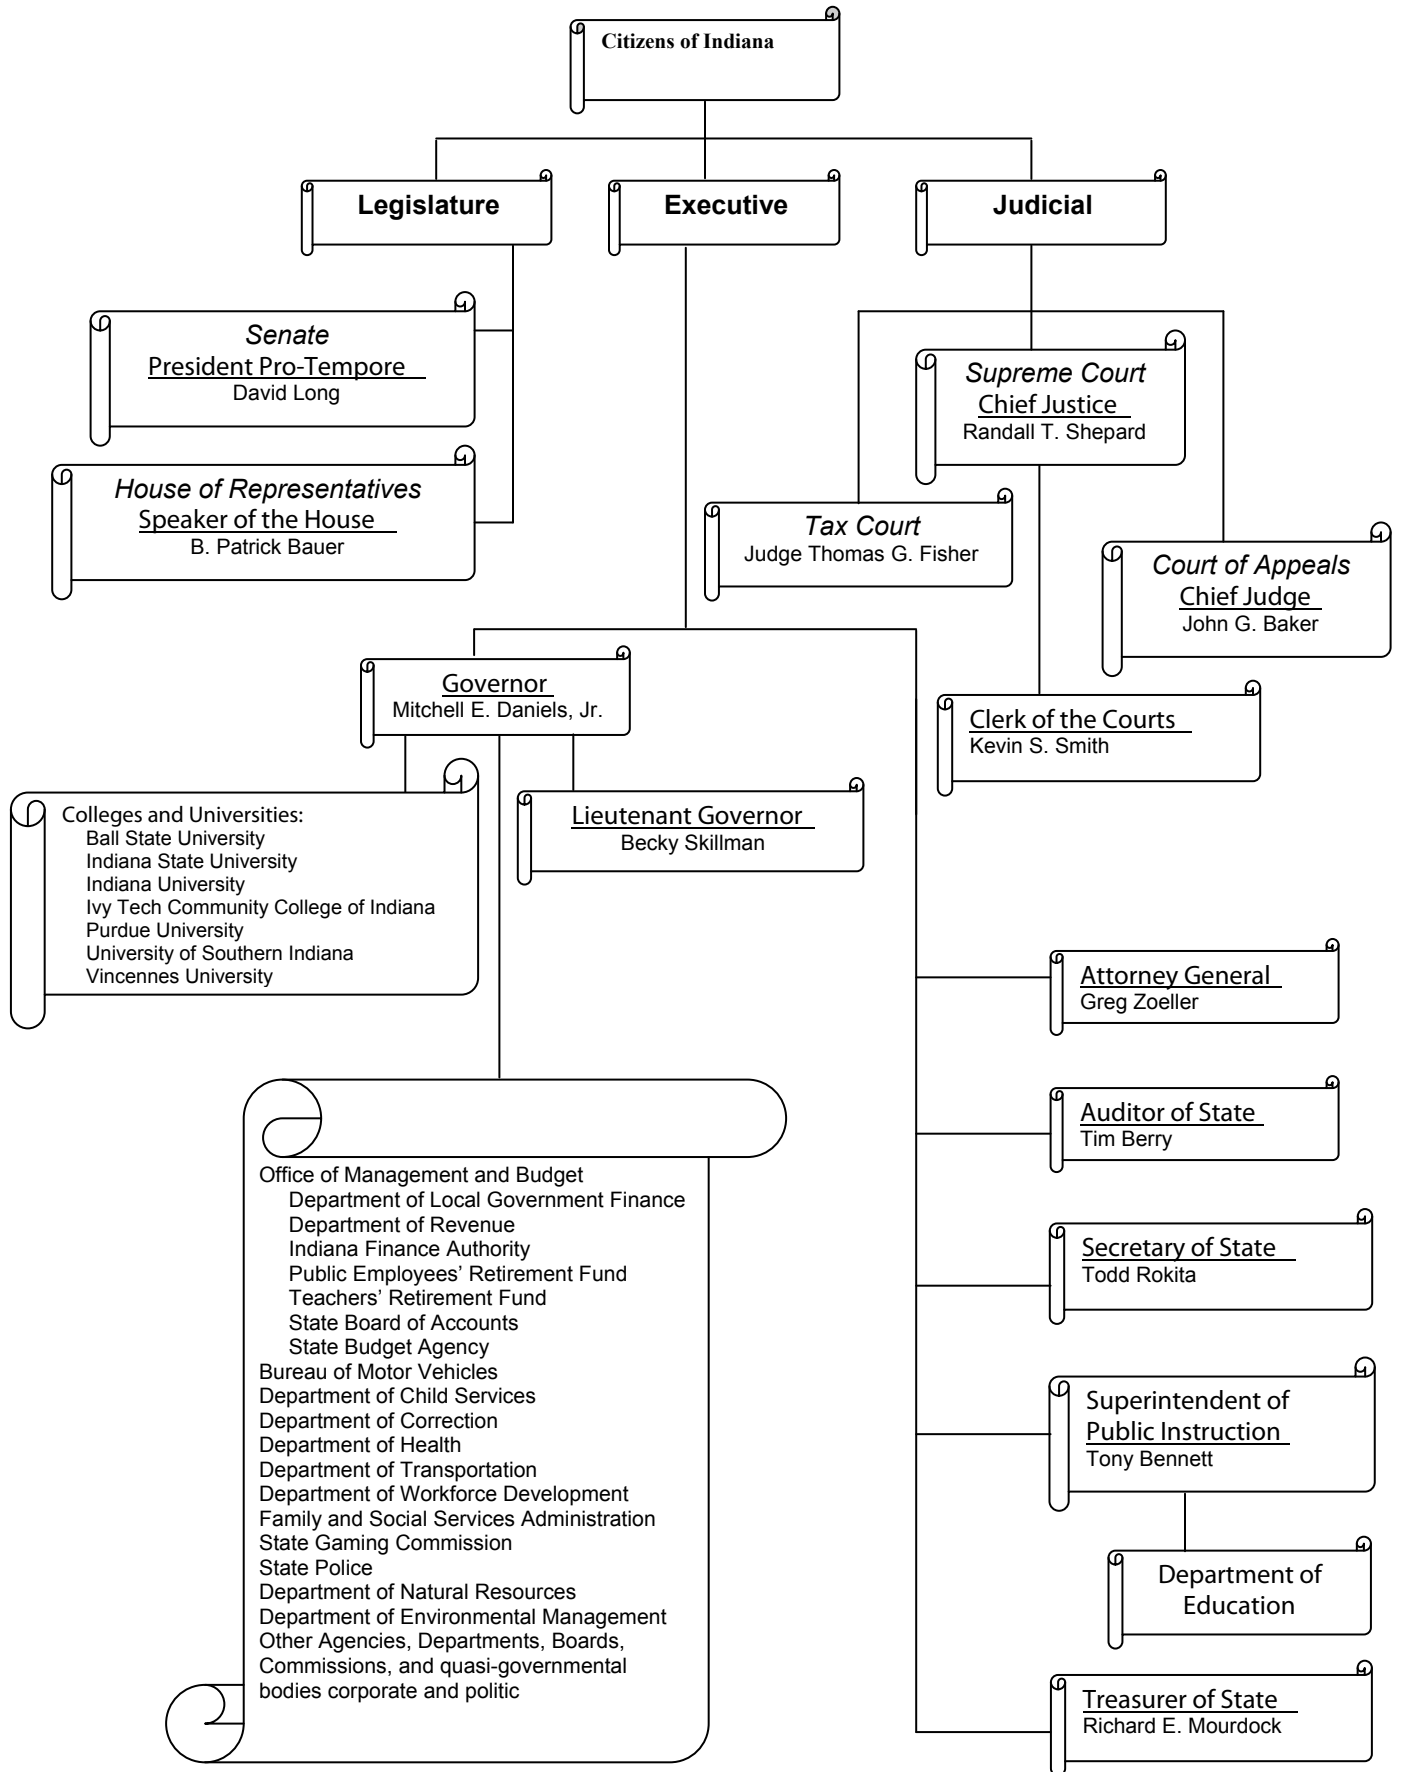 Citizens of Indiana
Legislature
Executive
Judicial
Senate
President Pro-Tempore
David Long
House of Representatives
Speaker of the House
B. Patrick Bauer
Supreme Court
Chief Justice
Randall T. Shepard
Tax Court
Judge Thomas G. Fisher
Court of Appeals
Chief Judge
John G. Baker
Clerk of the Courts
Kevin S. Smith
Governor
Mitchell E. Daniels, Jr.
Colleges and Universities:
Ball State University
Indiana State University
Indiana University
Ivy Tech Community College of Indiana
Purdue University
University of Southern Indiana
Vincennes University
Lieutenant Governor
Becky Skillman
Attorney General
Greg Zoeller
Auditor of State
Tim Berry
Secretary of State
Todd Rokita
Superintendent of
Public Instruction
Tony Bennett
Department of
Education
Treasurer of State
Richard E. Mourdock
Office of Management and Budget
Department of Local Government Finance
Department of Revenue
Indiana Finance Authority
Public Employees’ Retirement Fund
Teachers’ Retirement Fund
State Board of Accounts
State Budget Agency
Bureau of Motor Vehicles
Department of Child Services
Department of Correction
Department of Health
Department of Transportation
Department of Workforce Development
Family and Social Services Administration
State Gaming Commission
State Police
Department of Natural Resources
Department of Environmental Management
Other Agencies, Departments, Boards,
Commissions, and quasi-governmental
bodies corporate and politic